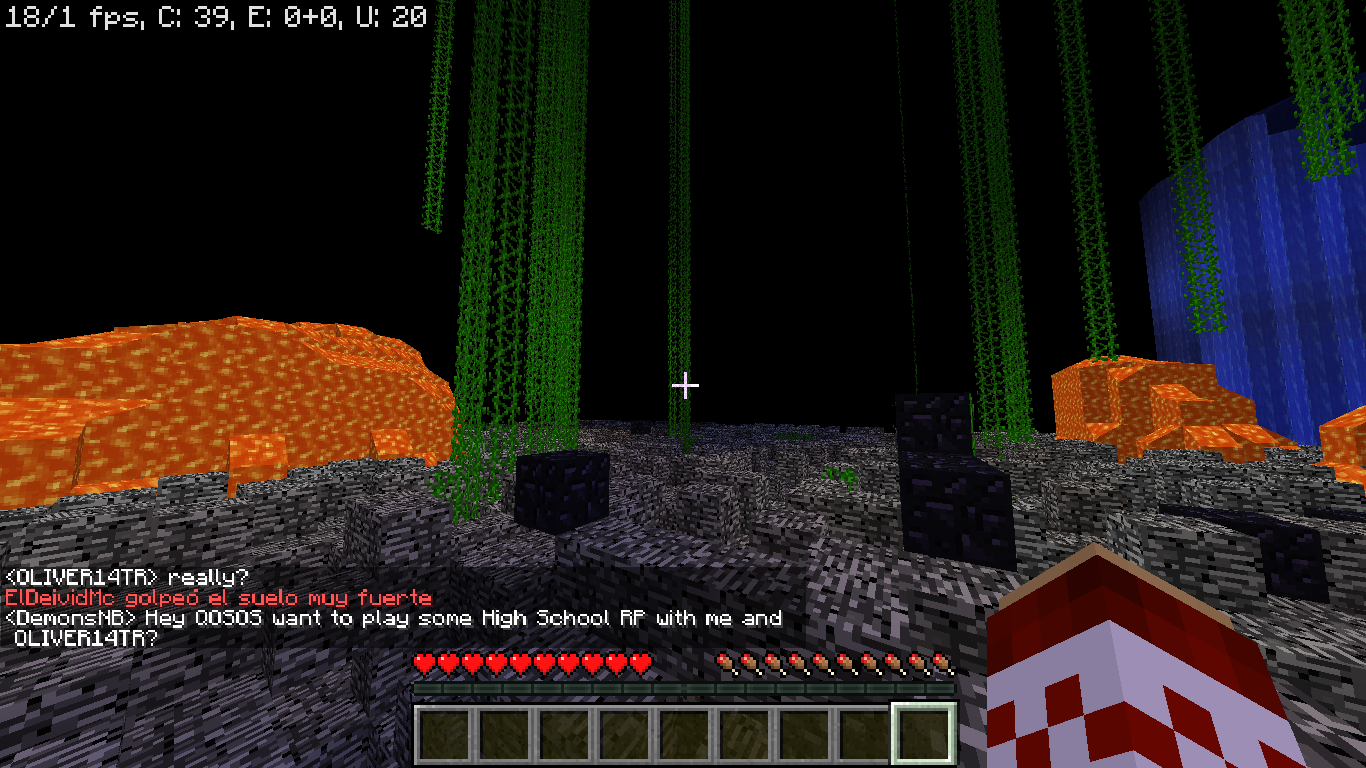 18/1 fps, C: 39, E: 0+0, U: 20
<OLIVER14TR> really?
ElDeividMc golpeó el suelo muy fuerte
<DemonsNB> Hey QOSOS want to play some High School RP with me and
OLIVER14TR?